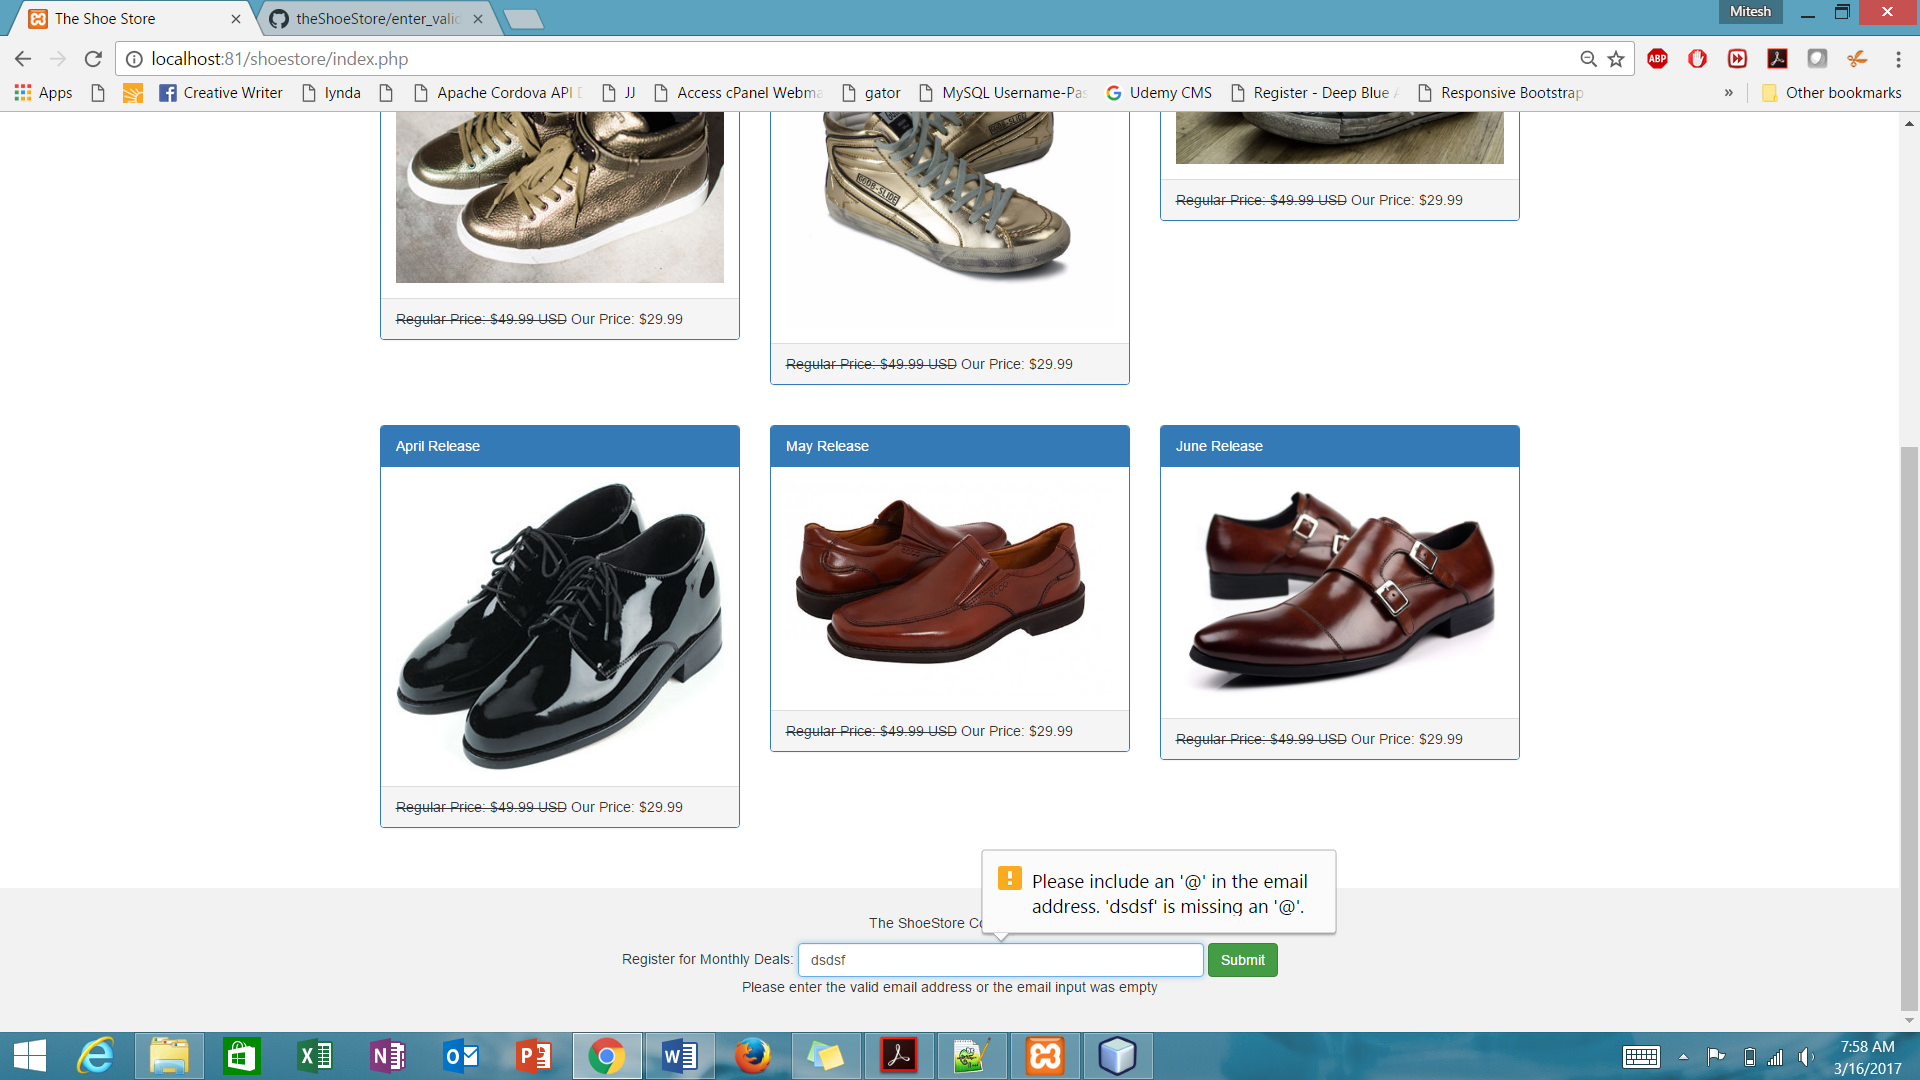 The Shoe Store
theShoeStore/enter_valic
Mitesh
localhost:81/shoestore/index.php
ABP
Apps
Creative Writer
lynda
Apache Cordova API
JJ
Access cPanel Webma
gator
MySQL Username-Pas
Udemy CMS
Register - Deep Blue
Responsive Bootstrap
»
Other bookmarks
GGDB-SLIDE
Regular Price: $49.99 USD Our Price: $29.99
Regular Price: $49.99 USD Our Price: $29.99
Regular Price: $49.99 USD Our Price: $29.99
April Release
May Release
June Release
Regular Price: $49.99 USD Our Price: $29.99
Regular Price: $49.99 USD Our Price: $29.99
Regular Price: $49.99 USD Our Price: $29.99
Please include an '@' in the email
address. 'dsdsf' is missing an '@'.
The ShoeStore
Register for Monthly Deals:
dsdsf
Submit
Please enter the valid email address or the email input was empty
7:58 AM
3/16/2017